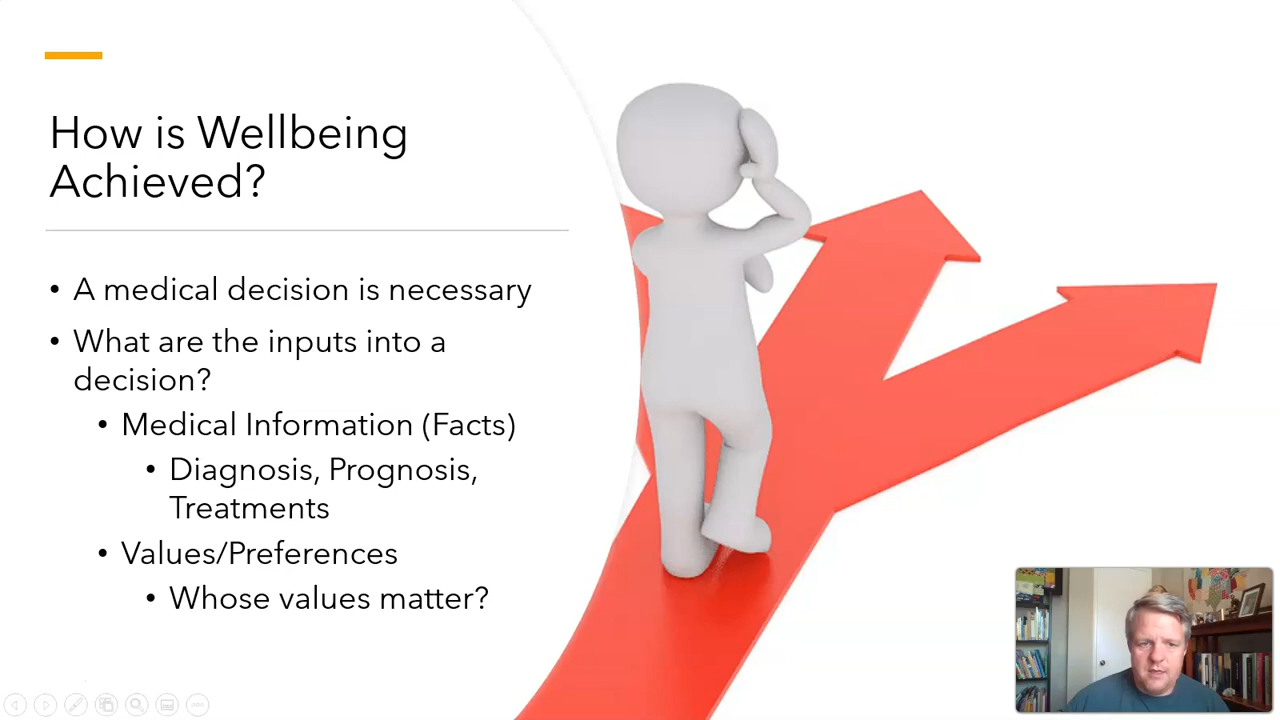 How is Wellbeing
Achieved?
• A medical decision is necessary
• What are the inputs into a
decision?
• Medical Information (Facts)
• Diagnosis, Prognosis,
Treatments
• Values/Preferences
• Whose values matter?